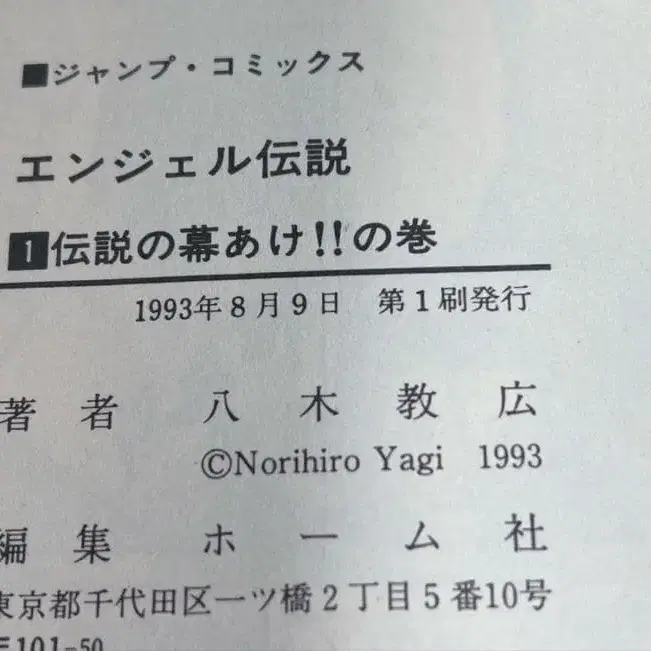 ■ジャンプ・コミックス
エンジェル伝説
1伝説の幕あけ!!の巻
1993年8月9日 第1刷発行
著者 八木教広
©Norihiro Yagi 1993
編集 ホーム社
東京都千代田区一ツ橋2丁目5番10号
〒101-50